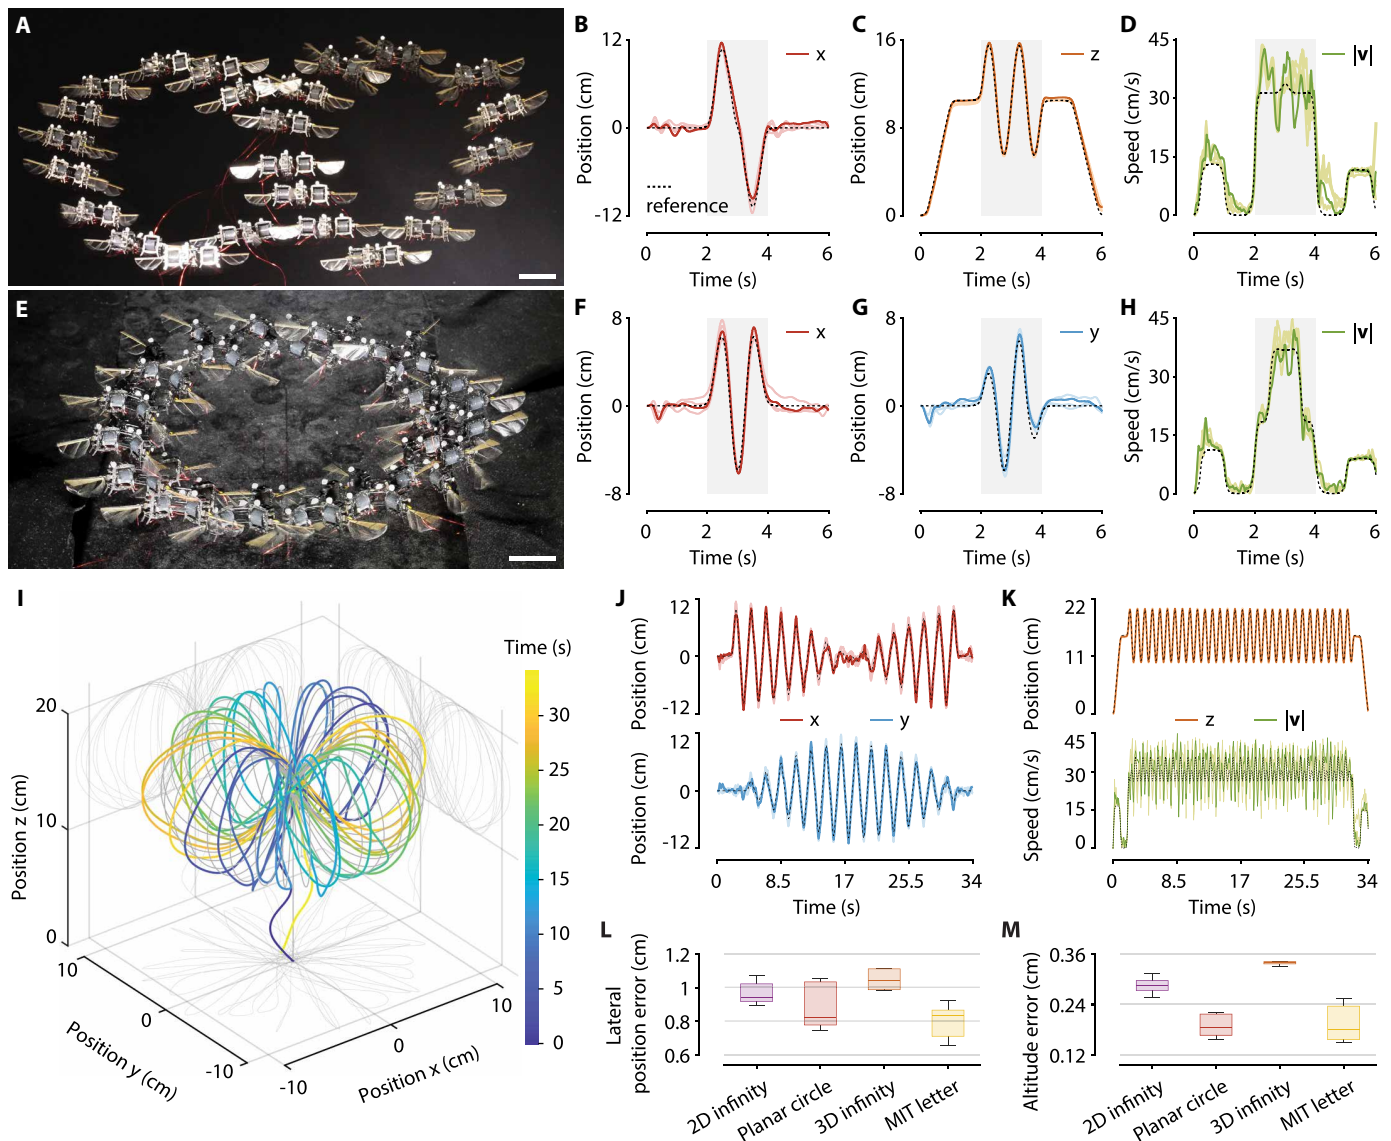 A
B
12
0
-12
Position (cm)
x
reference
0 2 4 6
Time (s)
C
16
8
0
Position (cm)
z
0 2 4 6
Time (s)
D
45
30
15
0
Speed (cm/s)
|v|
0 2 4 6
Time (s)
E
F
8
0
-8
Position (cm)
x
0 2 4 6
Time (s)
G
8
0
-8
Position (cm)
y
0 2 4 6
Time (s)
H
45
30
15
0
Speed (cm/s)
|v|
0 2 4 6
Time (s)
I
20
10
0
Position z (cm)
10
0
-10
Position y (cm)
-10
0
10
Position x (cm)
Time (s)
30
25
20
15
10
5
0
J
12
0
-12
Position (cm)
x y
12
0
-12
Position (cm)
0 8.5 17 25.5 34
Time (s)
K
22
11
0
Position (cm)
z |v|
45
30
15
0
Speed (cm/s)
0 8.5 17 25.5 34
Time (s)
L
1.2
1
0.8
0.6
Lateral
position error (cm)
2D infinity
Planar circle
3D infinity
MIT letter
M
0.36
0.24
0.12
Altitude error (cm)
2D infinity
Planar circle
3D infinity
MIT letter